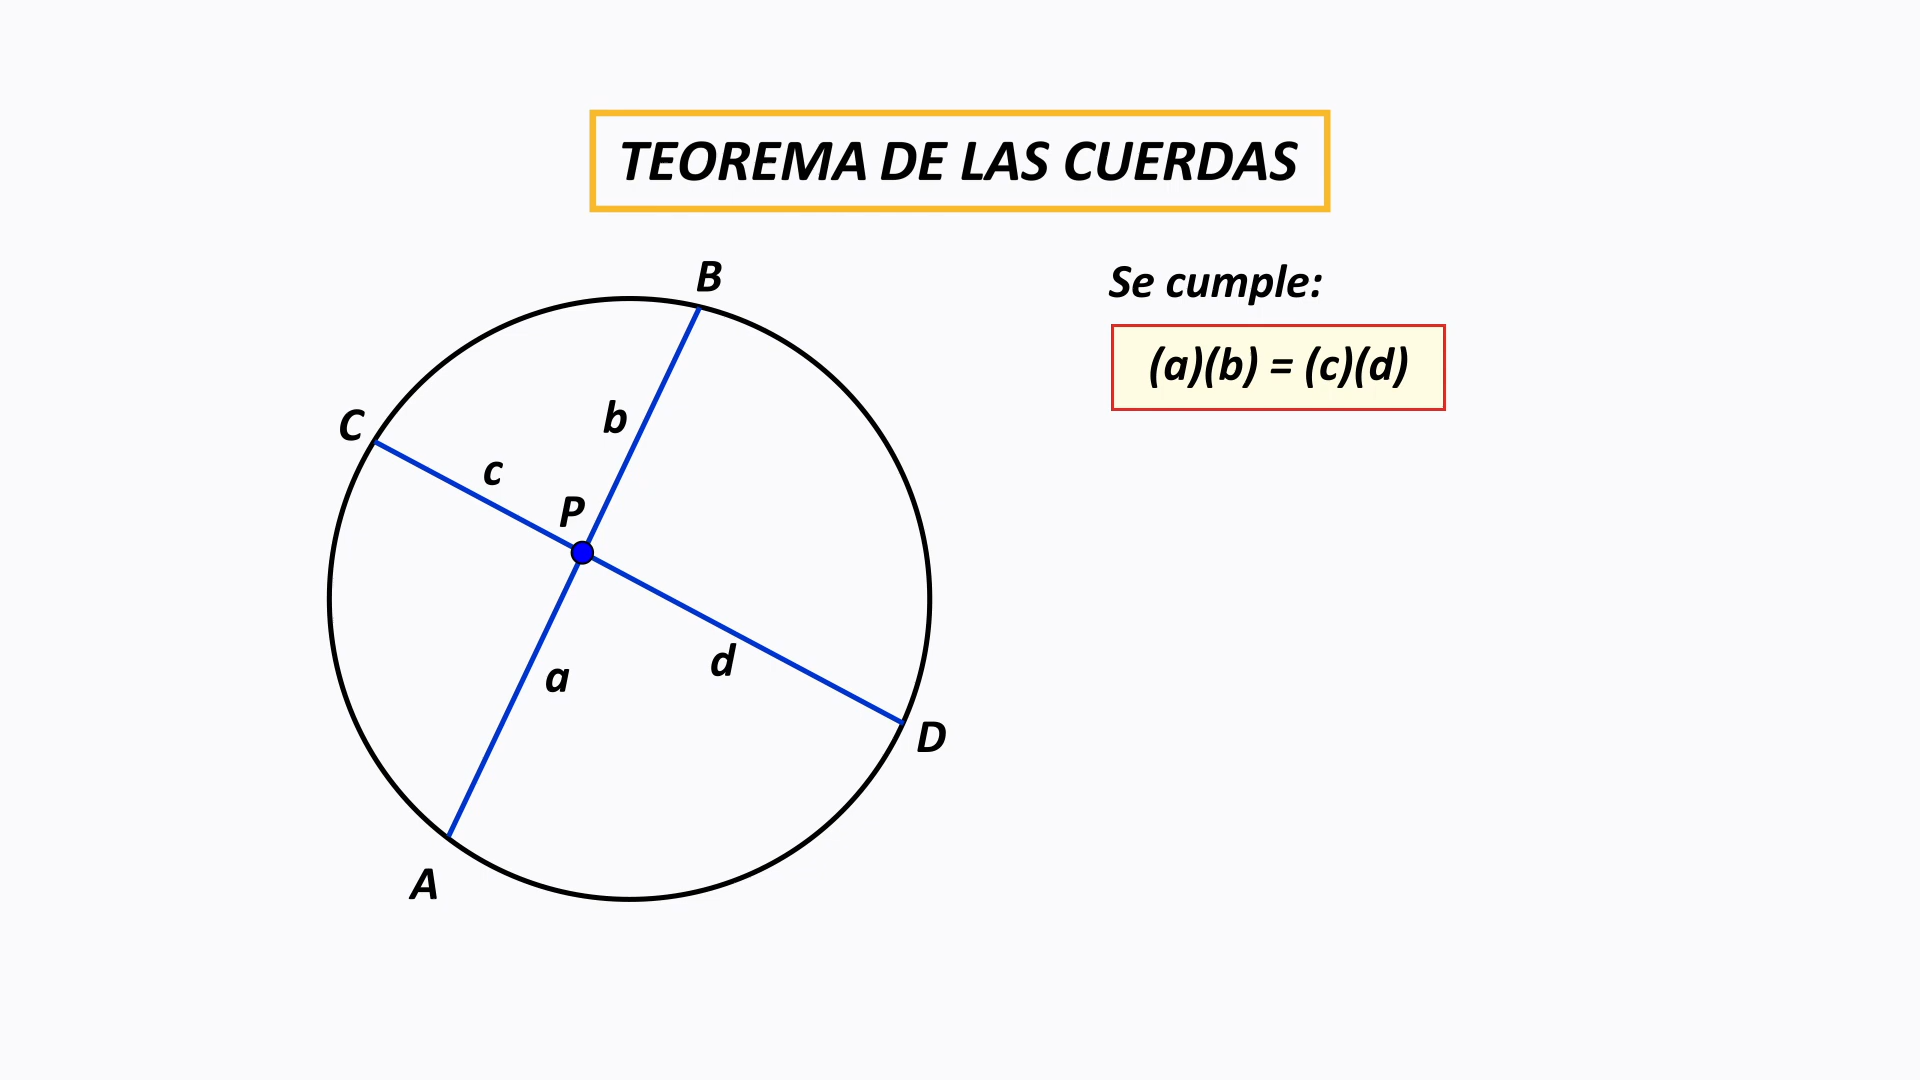 TEOREMA DE LAS CUERDAS
B
Se cumple:
(a)(b) = (c)(d)
C
b
c
P
a
d
D
A